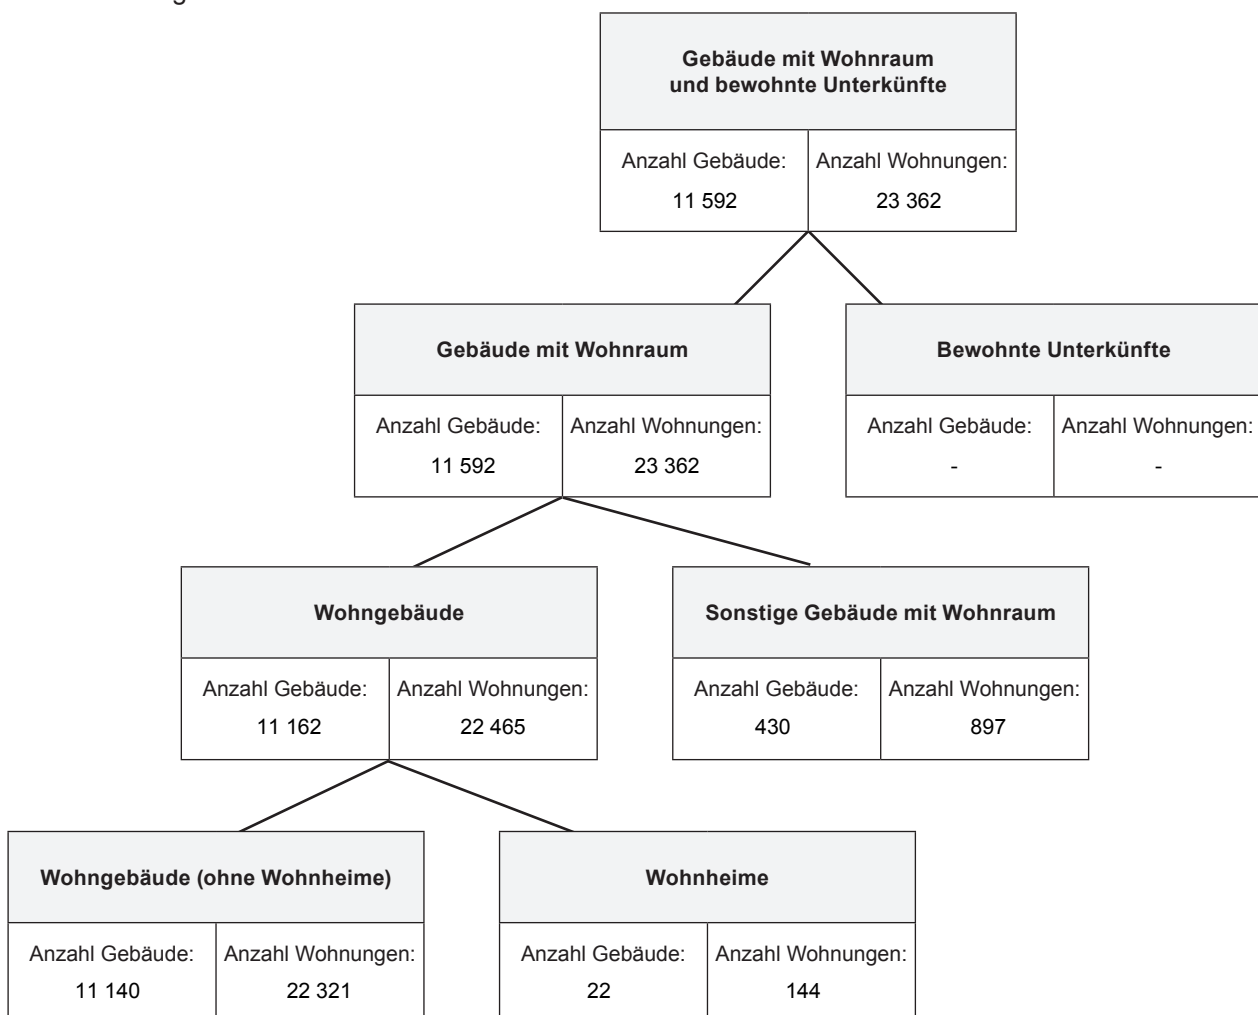 Gebäude mit Wohnraum
und bewohnte Unterkünfte
Anzahl Gebäude: Anzahl Wohnungen:
11 592 23 362
Gebäude mit Wohnraum Bewohnte Unterkünfte
Anzahl Gebäude: Anzahl Wohnungen: Anzahl Gebäude: Anzahl Wohnungen:
11 592 23 362 - -
Wohngebäude Sonstige Gebäude mit Wohnraum
Anzahl Gebäude: Anzahl Wohnungen: Anzahl Gebäude: Anzahl Wohnungen:
11 162 22 465 430 897
Wohngebäude (ohne Wohnheime) Wohnheime
Anzahl Gebäude: Anzahl Wohnungen: Anzahl Gebäude: Anzahl Wohnungen:
11 140 22 321 22 144